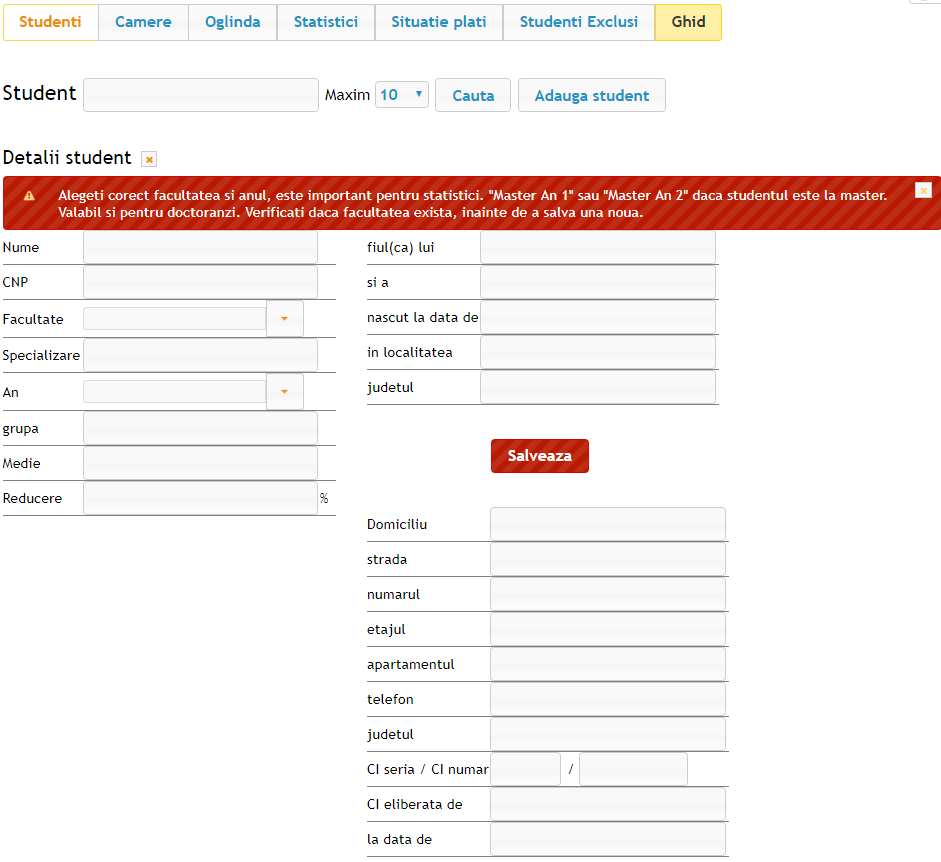 Studenti Camere Oglinda Statistici Situatie plati Studenti Exclusi Ghid
Student Maxim 10 Cauta Adauga student
Detalii student
Alegeti corect facultatea si anul, este important pentru statistici. "Master An 1" sau "Master An 2" daca studentul este la master.
Valabil si pentru doctoranzi. Verificati daca facultatea exista, inainte de a salva una noua.
Nume
CNP
Facultate
Specializare
An
grupa
Medie
Reducere %
fiul(ca) lui
si a
nascut la data de
in localitatea
judetul
Salveaza
Domiciliu
strada
numarul
etajul
apartamentul
telefon
judetul
CI seria / CI numar /
CI eliberata de
la data de